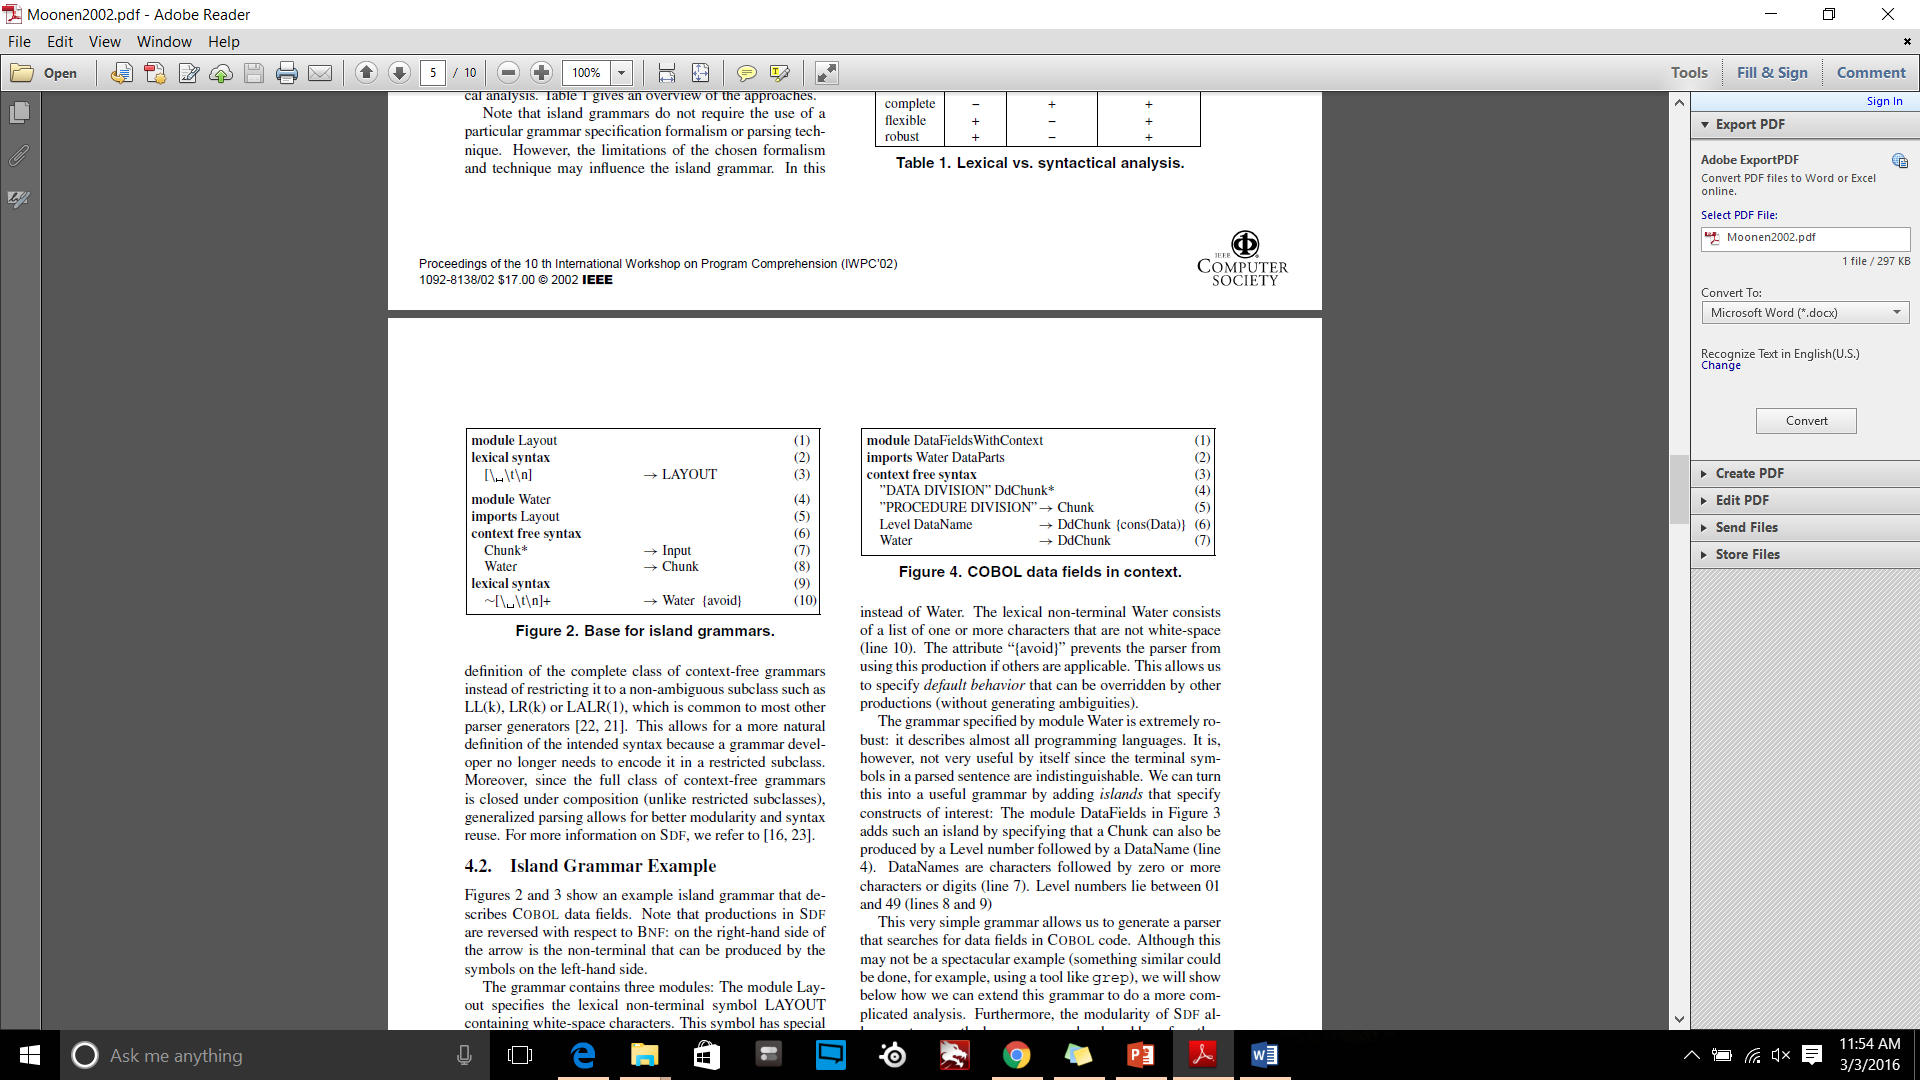 Moonen2002.pdf - Adobe Reader
File Edit View Window Help
Open 5 / 10 100% Tools Fill & Sign Comment
cal analysis. Table 1 gives an overview of the approaches.
Note that island grammars do not require the use of a
particular grammar specification formalism or parsing tech-
nique. However, the limitations of the chosen formalism
and technique may influence the island grammar. In this
complete − + +
flexible + − +
robust + − +
Table 1. Lexical vs. syntactical analysis.
Proceedings of the 10 th International Workshop on Program Comprehension (IWPC'02)
1092-8138/02 $17.00 © 2002 IEEE
IEEE
COMPUTER
SOCIETY
module Layout (1)
lexical syntax (2)
[\␣\t\n] → LAYOUT (3)
module Water (4)
imports Layout (5)
context free syntax (6)
Chunk* → Input (7)
Water → Chunk (8)
lexical syntax (9)
~[\␣\t\n]+ → Water {avoid} (10)
Figure 2. Base for island grammars.
definition of the complete class of context-free grammars
instead of restricting it to a non-ambiguous subclass such as
LL(k), LR(k) or LALR(1), which is common to most other
parser generators [22, 21]. This allows for a more natural
definition of the intended syntax because a grammar devel-
oper no longer needs to encode it in a restricted subclass.
Moreover, since the full class of context-free grammars
is closed under composition (unlike restricted subclasses),
generalized parsing allows for better modularity and syntax
reuse. For more information on SDF, we refer to [16, 23].
4.2. Island Grammar Example
Figures 2 and 3 show an example island grammar that de-
scribes COBOL data fields. Note that productions in SDF
are reversed with respect to BNF: on the right-hand side of
the arrow is the non-terminal that can be produced by the
symbols on the left-hand side.
The grammar contains three modules: The module Lay-
out specifies the lexical non-terminal symbol LAYOUT
containing white-space characters. This symbol has special
module DataFieldsWithContext (1)
imports Water DataParts (2)
context free syntax (3)
"DATA DIVISION" DdChunk* (4)
"PROCEDURE DIVISION" → Chunk (5)
Level DataName → DdChunk {cons(Data)} (6)
Water → DdChunk (7)
Figure 4. COBOL data fields in context.
instead of Water. The lexical non-terminal Water consists
of a list of one or more characters that are not white-space
(line 10). The attribute “{avoid}” prevents the parser from
using this production if others are applicable. This allows us
to specify default behavior that can be overridden by other
productions (without generating ambiguities).
The grammar specified by module Water is extremely ro-
bust: it describes almost all programming languages. It is,
however, not very useful by itself since the terminal sym-
bols in a parsed sentence are indistinguishable. We can turn
this into a useful grammar by adding islands that specify
constructs of interest: The module DataFields in Figure 3
adds such an island by specifying that a Chunk can also be
produced by a Level number followed by a DataName (line
4). DataNames are characters followed by zero or more
characters or digits (line 7). Level numbers lie between 01
and 49 (lines 8 and 9)
This very simple grammar allows us to generate a parser
that searches for data fields in COBOL code. Although this
may not be a spectacular example (something similar could
be done, for example, using a tool like grep), we will show
below how we can extend this grammar to do a more com-
plicated analysis. Furthermore, the modularity of SDF al-
Sign In
Export PDF
Adobe ExportPDF
Convert PDF files to Word or Excel
online.
Select PDF File:
Moonen2002.pdf
1 file / 297 KB
Convert To:
Microsoft Word (*.docx)
Recognize Text in English(U.S.)
Change
Convert
Create PDF
Edit PDF
Send Files
Store Files
Ask me anything
11:54 AM
3/3/2016